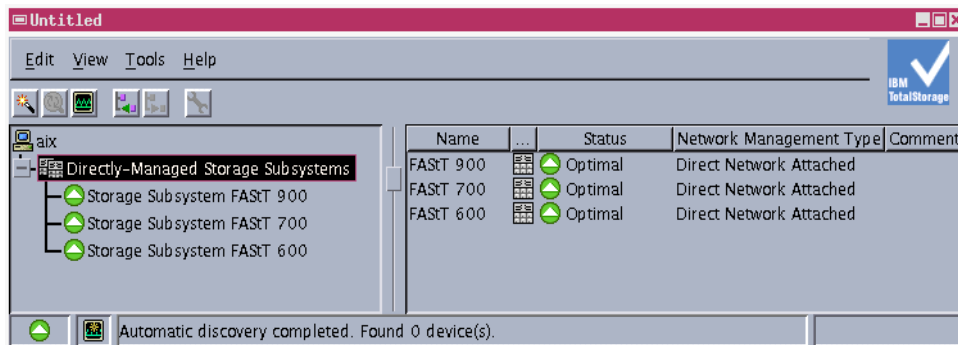 Untitled
Edit View Tools Help
IBM
TotalStorage
aix
Directly-Managed Storage Subsystems
Storage Subsystem FAStT 900
Storage Subsystem FAStT 700
Storage Subsystem FAStT 600
Name ... Status Network Management Type Comment
FAStT 900 Optimal Direct Network Attached
FAStT 700 Optimal Direct Network Attached
FAStT 600 Optimal Direct Network Attached
Automatic discovery completed. Found 0 device(s).